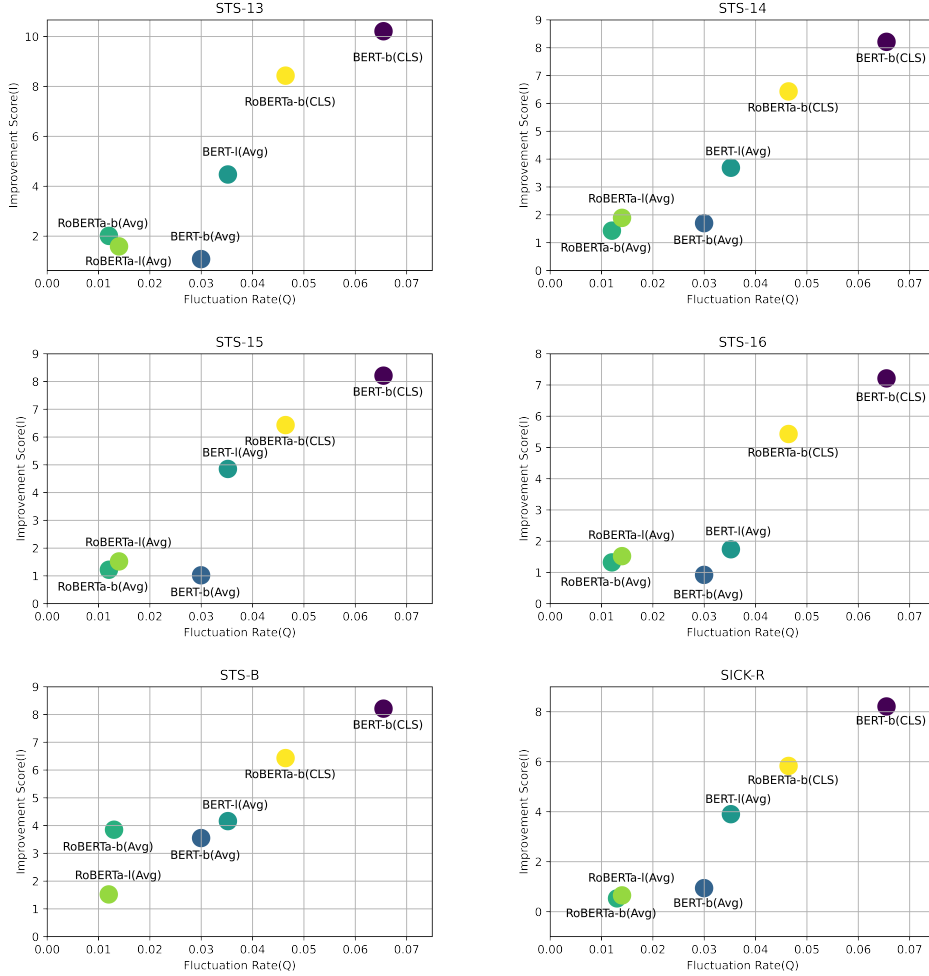 STS-13
Improvement Score(I)
10
8
6
4
2
BERT-b(CLS)
RoBERTa-b(CLS)
BERT-l(Avg)
RoBERTa-b(Avg)
BERT-b(Avg)
RoBERTa-l(Avg)
0.00 0.01 0.02 0.03 0.04 0.05 0.06 0.07
Fluctuation Rate(Q)
STS-14
Improvement Score(I)
9
8
7
6
5
4
3
2
1
0
BERT-b(CLS)
RoBERTa-b(CLS)
BERT-l(Avg)
RoBERTa-l(Avg)
BERT-b(Avg)
RoBERTa-b(Avg)
0.00 0.01 0.02 0.03 0.04 0.05 0.06 0.07
Fluctuation Rate(Q)
STS-15
Improvement Score(I)
9
8
7
6
5
4
3
2
1
0
BERT-b(CLS)
RoBERTa-b(CLS)
BERT-l(Avg)
RoBERTa-l(Avg)
RoBERTa-b(Avg)
BERT-b(Avg)
0.00 0.01 0.02 0.03 0.04 0.05 0.06 0.07
Fluctuation Rate(Q)
STS-16
Improvement Score(I)
8
7
6
5
4
3
2
1
0
BERT-b(CLS)
RoBERTa-b(CLS)
BERT-l(Avg)
RoBERTa-l(Avg)
RoBERTa-b(Avg)
BERT-b(Avg)
0.00 0.01 0.02 0.03 0.04 0.05 0.06 0.07
Fluctuation Rate(Q)
STS-B
Improvement Score(I)
9
8
7
6
5
4
3
2
1
0
BERT-b(CLS)
RoBERTa-b(CLS)
BERT-l(Avg)
RoBERTa-b(Avg)
BERT-b(Avg)
RoBERTa-l(Avg)
0.00 0.01 0.02 0.03 0.04 0.05 0.06 0.07
Fluctuation Rate(Q)
SICK-R
Improvement Score(I)
8
6
4
2
0
BERT-b(CLS)
RoBERTa-b(CLS)
BERT-l(Avg)
RoBERTa-l(Avg)
BERT-b(Avg)
RoBERTa-b(Avg)
0.00 0.01 0.02 0.03 0.04 0.05 0.06 0.07
Fluctuation Rate(Q)